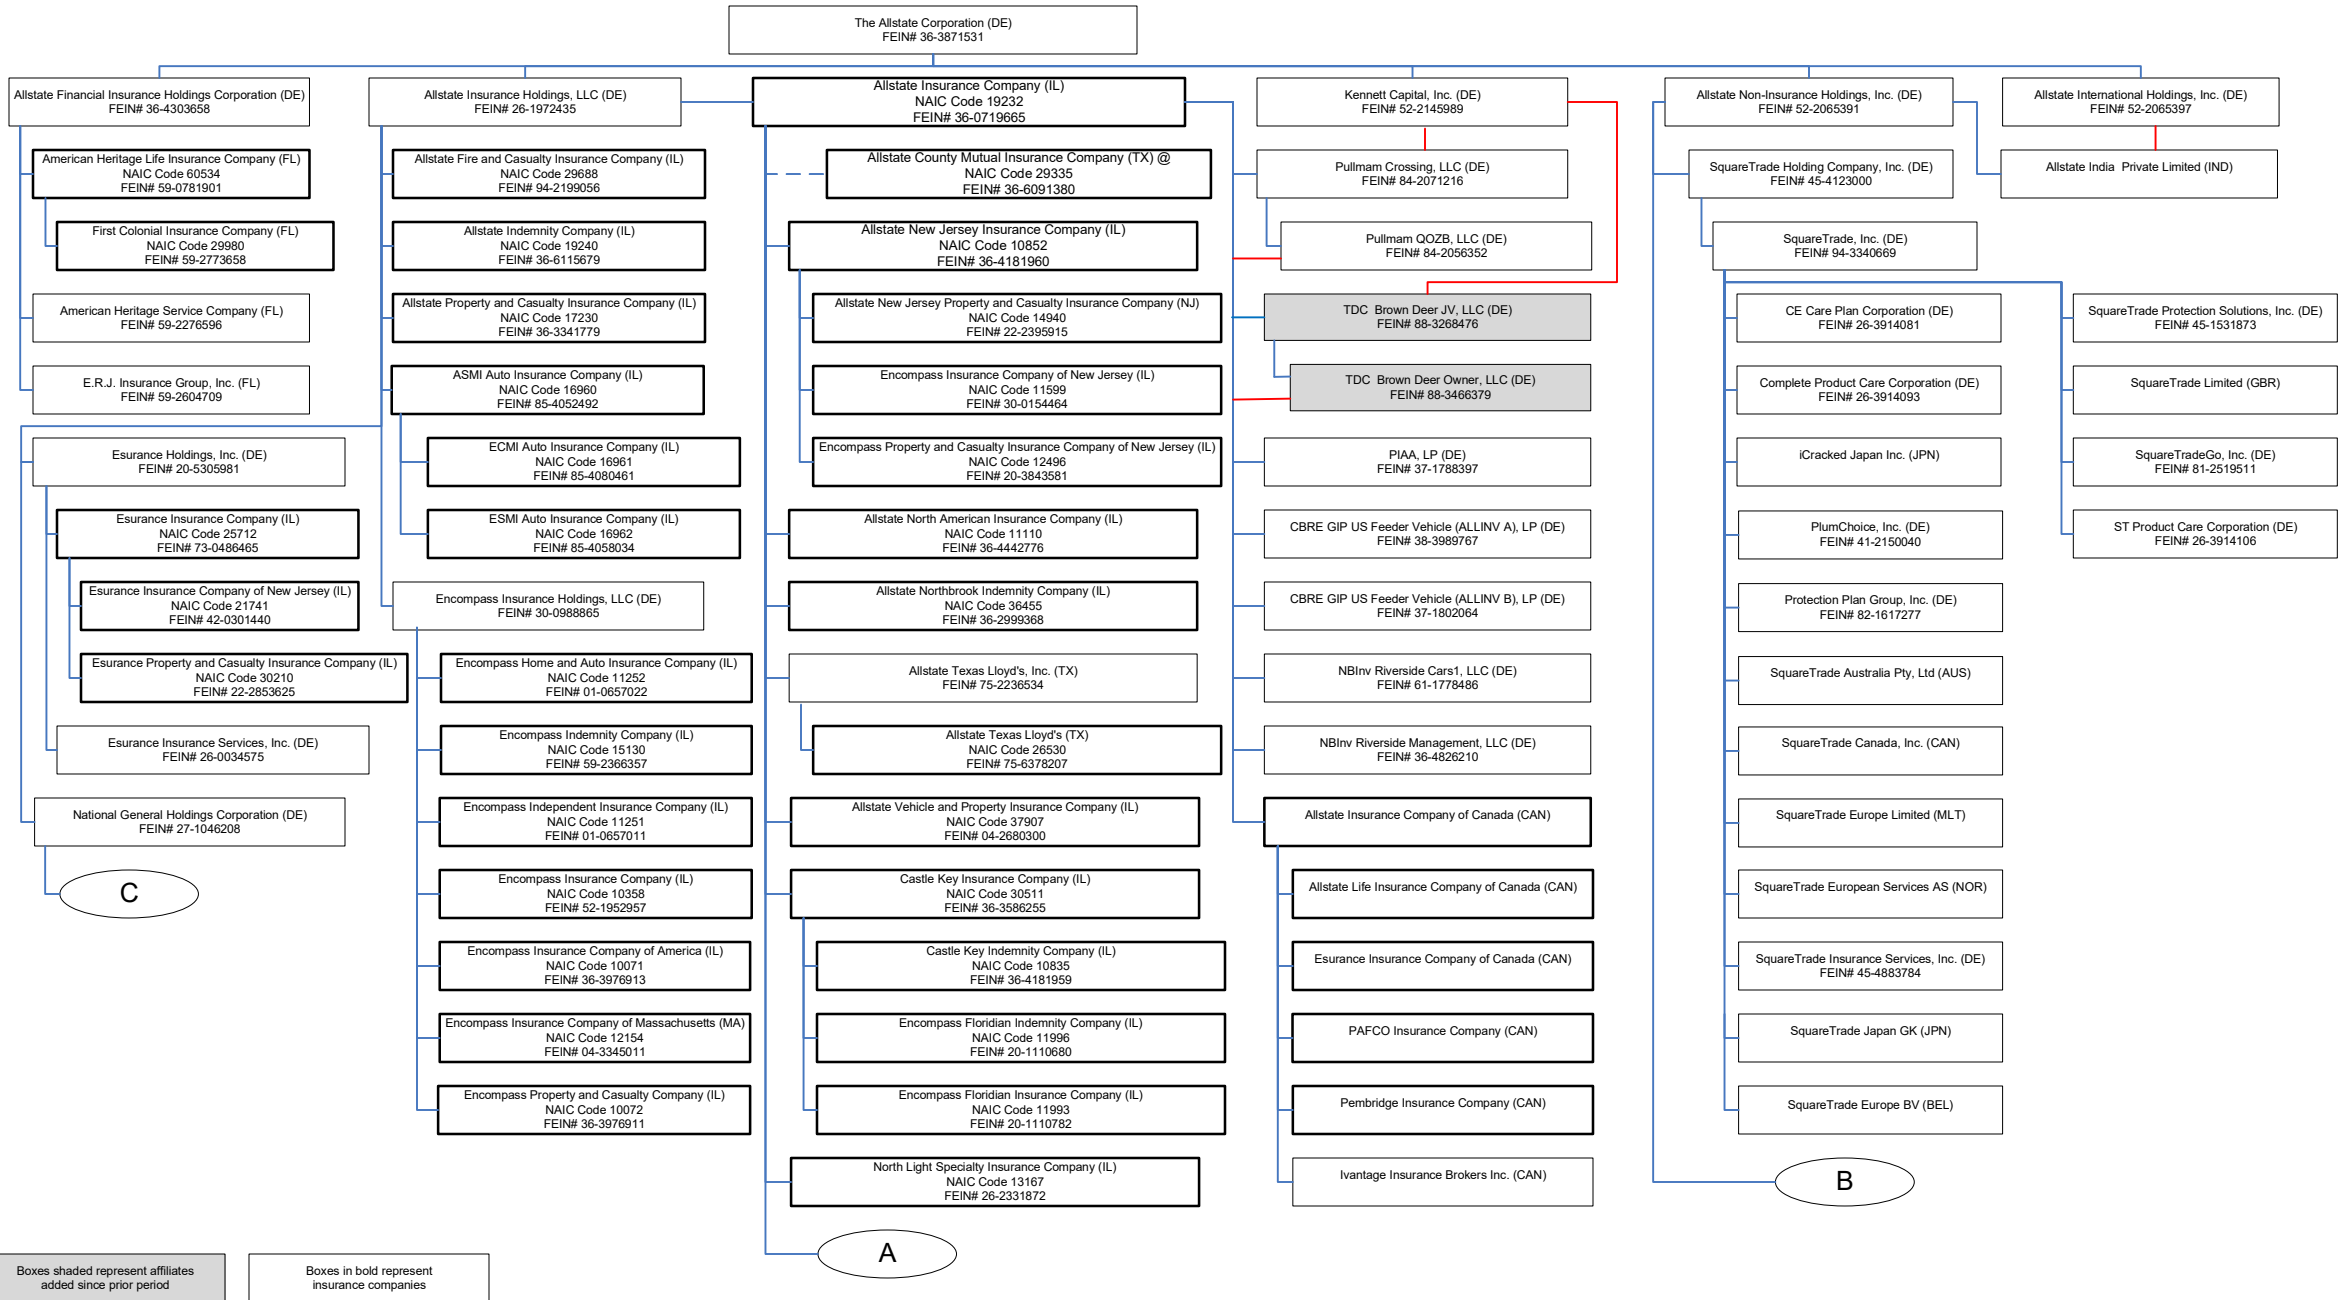 The Allstate Corporation (DE)
FEIN# 36-3871531
Allstate Financial Insurance Holdings Corporation (DE)
FEIN# 36-4303658
American Heritage Life Insurance Company (FL)
NAIC Code 60534
FEIN# 59-0781901
First Colonial Insurance Company (FL)
NAIC Code 29980
FEIN# 59-2773658
American Heritage Service Company (FL)
FEIN# 59-2276596
E.R.J. Insurance Group, Inc. (FL)
FEIN# 59-2604709
Esurance Holdings, Inc. (DE)
FEIN# 20-5305981
Esurance Insurance Company (IL)
NAIC Code 25712
FEIN# 73-0486465
Esurance Insurance Company of New Jersey (IL)
NAIC Code 21741
FEIN# 42-0301440
Esurance Property and Casualty Insurance Company (IL)
NAIC Code 30210
FEIN# 22-2853625
Esurance Insurance Services, Inc. (DE)
FEIN# 26-0034575
National General Holdings Corporation (DE)
FEIN# 27-1046208
C
Allstate Insurance Holdings, LLC (DE)
FEIN# 26-1972435
Allstate Fire and Casualty Insurance Company (IL)
NAIC Code 29688
FEIN# 94-2199056
Allstate Indemnity Company (IL)
NAIC Code 19240
FEIN# 36-6115679
Allstate Property and Casualty Insurance Company (IL)
NAIC Code 17230
FEIN# 36-3341779
ASMI Auto Insurance Company (IL)
NAIC Code 16960
FEIN# 85-4052492
ECMI Auto Insurance Company (IL)
NAIC Code 16961
FEIN# 85-4080461
ESMI Auto Insurance Company (IL)
NAIC Code 16962
FEIN# 85-4058034
Encompass Insurance Holdings, LLC (DE)
FEIN# 30-0988865
Encompass Home and Auto Insurance Company (IL)
NAIC Code 11252
FEIN# 01-0657022
Encompass Indemnity Company (IL)
NAIC Code 15130
FEIN# 59-2366357
Encompass Independent Insurance Company (IL)
NAIC Code 11251
FEIN# 01-0657011
Encompass Insurance Company (IL)
NAIC Code 10358
FEIN# 52-1952957
Encompass Insurance Company of America (IL)
NAIC Code 10071
FEIN# 36-3976913
Encompass Insurance Company of Massachusetts (MA)
NAIC Code 12154
FEIN# 04-3345011
Encompass Property and Casualty Company (IL)
NAIC Code 10072
FEIN# 36-3976911
Allstate Insurance Company (IL)
NAIC Code 19232
FEIN# 36-0719665
Allstate County Mutual Insurance Company (TX) @
NAIC Code 29335
FEIN# 36-6091380
Allstate New Jersey Insurance Company (IL)
NAIC Code 10852
FEIN# 36-4181960
Allstate New Jersey Property and Casualty Insurance Company (NJ)
NAIC Code 14940
FEIN# 22-2395915
Encompass Insurance Company of New Jersey (IL)
NAIC Code 11599
FEIN# 30-0154464
Encompass Property and Casualty Insurance Company of New Jersey (IL)
NAIC Code 12496
FEIN# 20-3843581
Allstate North American Insurance Company (IL)
NAIC Code 11110
FEIN# 36-4442776
Allstate Northbrook Indemnity Company (IL)
NAIC Code 36455
FEIN# 36-2999368
Allstate Texas Lloyd's, Inc. (TX)
FEIN# 75-2236534
Allstate Texas Lloyd's (TX)
NAIC Code 26530
FEIN# 75-6378207
Allstate Vehicle and Property Insurance Company (IL)
NAIC Code 37907
FEIN# 04-2680300
Castle Key Insurance Company (IL)
NAIC Code 30511
FEIN# 36-3586255
Castle Key Indemnity Company (IL)
NAIC Code 10835
FEIN# 36-4181959
Encompass Floridian Indemnity Company (IL)
NAIC Code 11996
FEIN# 20-1110680
Encompass Floridian Insurance Company (IL)
NAIC Code 11993
FEIN# 20-1110782
North Light Specialty Insurance Company (IL)
NAIC Code 13167
FEIN# 26-2331872
A
Kennett Capital, Inc. (DE)
FEIN# 52-2145989
Pullmam Crossing, LLC (DE)
FEIN# 84-2071216
Pullmam QOZB, LLC (DE)
FEIN# 84-2056352
TDC Brown Deer JV, LLC (DE)
FEIN# 88-3268476
TDC Brown Deer Owner, LLC (DE)
FEIN# 88-3466379
PIAA, LP (DE)
FEIN# 37-1788397
CBRE GIP US Feeder Vehicle (ALLINV A), LP (DE)
FEIN# 38-3989767
CBRE GIP US Feeder Vehicle (ALLINV B), LP (DE)
FEIN# 37-1802064
NBInv Riverside Cars1, LLC (DE)
FEIN# 61-1778486
NBInv Riverside Management, LLC (DE)
FEIN# 36-4826210
Allstate Insurance Company of Canada (CAN)
Allstate Life Insurance Company of Canada (CAN)
Esurance Insurance Company of Canada (CAN)
PAFCO Insurance Company (CAN)
Pembridge Insurance Company (CAN)
Ivantage Insurance Brokers Inc. (CAN)
Allstate Non-Insurance Holdings, Inc. (DE)
FEIN# 52-2065391
SquareTrade Holding Company, Inc. (DE)
FEIN# 45-4123000
SquareTrade, Inc. (DE)
FEIN# 94-3340669
CE Care Plan Corporation (DE)
FEIN# 26-3914081
Complete Product Care Corporation (DE)
FEIN# 26-3914093
iCracked Japan Inc. (JPN)
PlumChoice, Inc. (DE)
FEIN# 41-2150040
Protection Plan Group, Inc. (DE)
FEIN# 82-1617277
SquareTrade Australia Pty, Ltd (AUS)
SquareTrade Canada, Inc. (CAN)
SquareTrade Europe Limited (MLT)
SquareTrade European Services AS (NOR)
SquareTrade Insurance Services, Inc. (DE)
FEIN# 45-4883784
SquareTrade Japan GK (JPN)
SquareTrade Europe BV (BEL)
B
Allstate International Holdings, Inc. (DE)
FEIN# 52-2065397
Allstate India Private Limited (IND)
SquareTrade Protection Solutions, Inc. (DE)
FEIN# 45-1531873
SquareTrade Limited (GBR)
SquareTradeGo, Inc. (DE)
FEIN# 81-2519511
ST Product Care Corporation (DE)
FEIN# 26-3914106
Boxes shaded represent affiliates
added since prior period
Boxes in bold represent
insurance companies